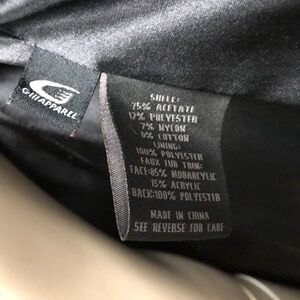 G-III APPAREL
SHELL:
75% ACETATE
12% POLYESTER
7% NYLON
6% COTTON
LINING:
100% POLYESTER
FAUX FUR TRIM:
FACE:85% MODACRYLIC
15% ACRYLIC
BACK:100% POLYESTER
MADE IN CHINA
SEE REVERSE FOR CARE